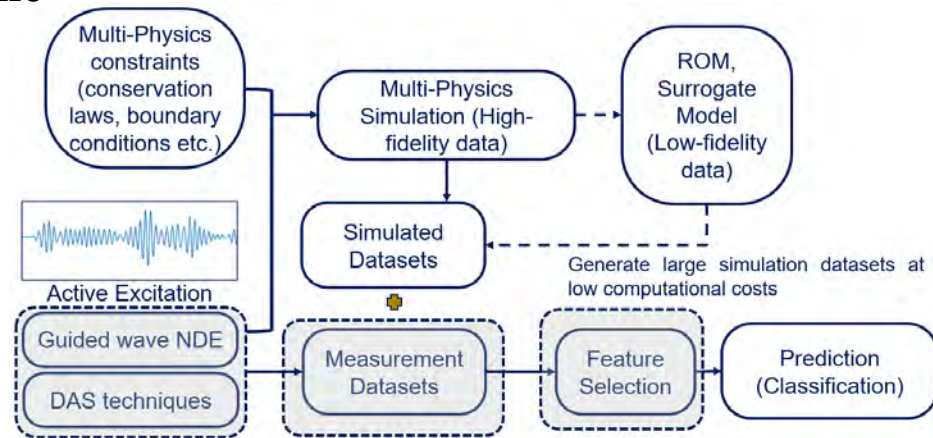 Multi-Physics
constraints
(conservation
laws, boundary
conditions etc.)
Multi-Physics
Simulation (High-
fidelity data)
ROM,
Surrogate
Model
(Low-fidelity
data)
Simulated
Datasets
Generate large simulation datasets at
low computational costs
Active Excitation
Guided wave NDE
DAS techniques
Measurement
Datasets
Feature
Selection
Prediction
(Classification)